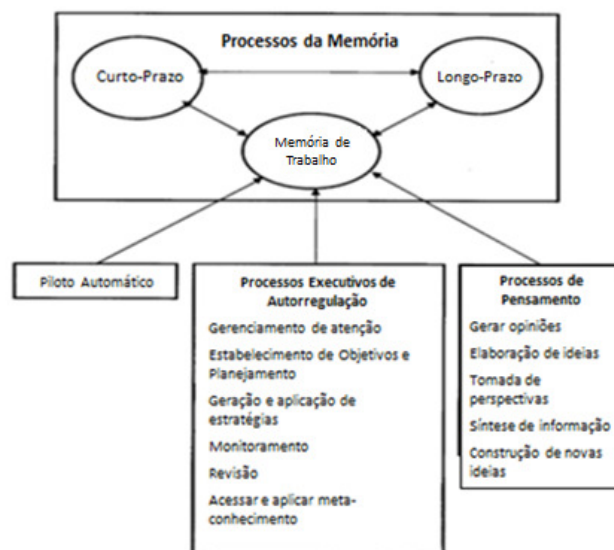 Processos da Memória
Curto-Prazo
Longo-Prazo
Memória de
Trabalho
Piloto Automático
Processos Executivos de
Autorregulação
Gerenciamento de atenção
Estabelecimento de Objetivos e
Planejamento
Geração e aplicação de
estratégias
Monitoramento
Revisão
Acessar e aplicar meta-
conhecimento
Processos de
Pensamento
Gerar opiniões
Elaboração de ideias
Tomada de
perspectivas
Síntese de informação
Construção de novas
ideias